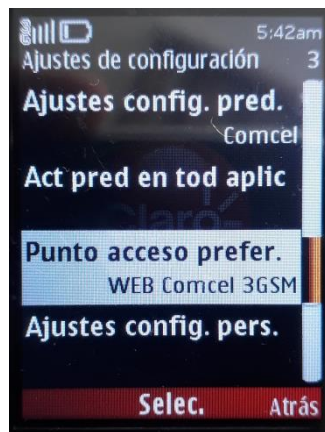 5:42am
Ajustes de configuración 3
Ajustes config. pred.
Comcel
Act pred en tod aplic
Claro
Punto acceso prefer.
WEB Comcel 3GSM
Ajustes config. pers.
Selec. Atrás